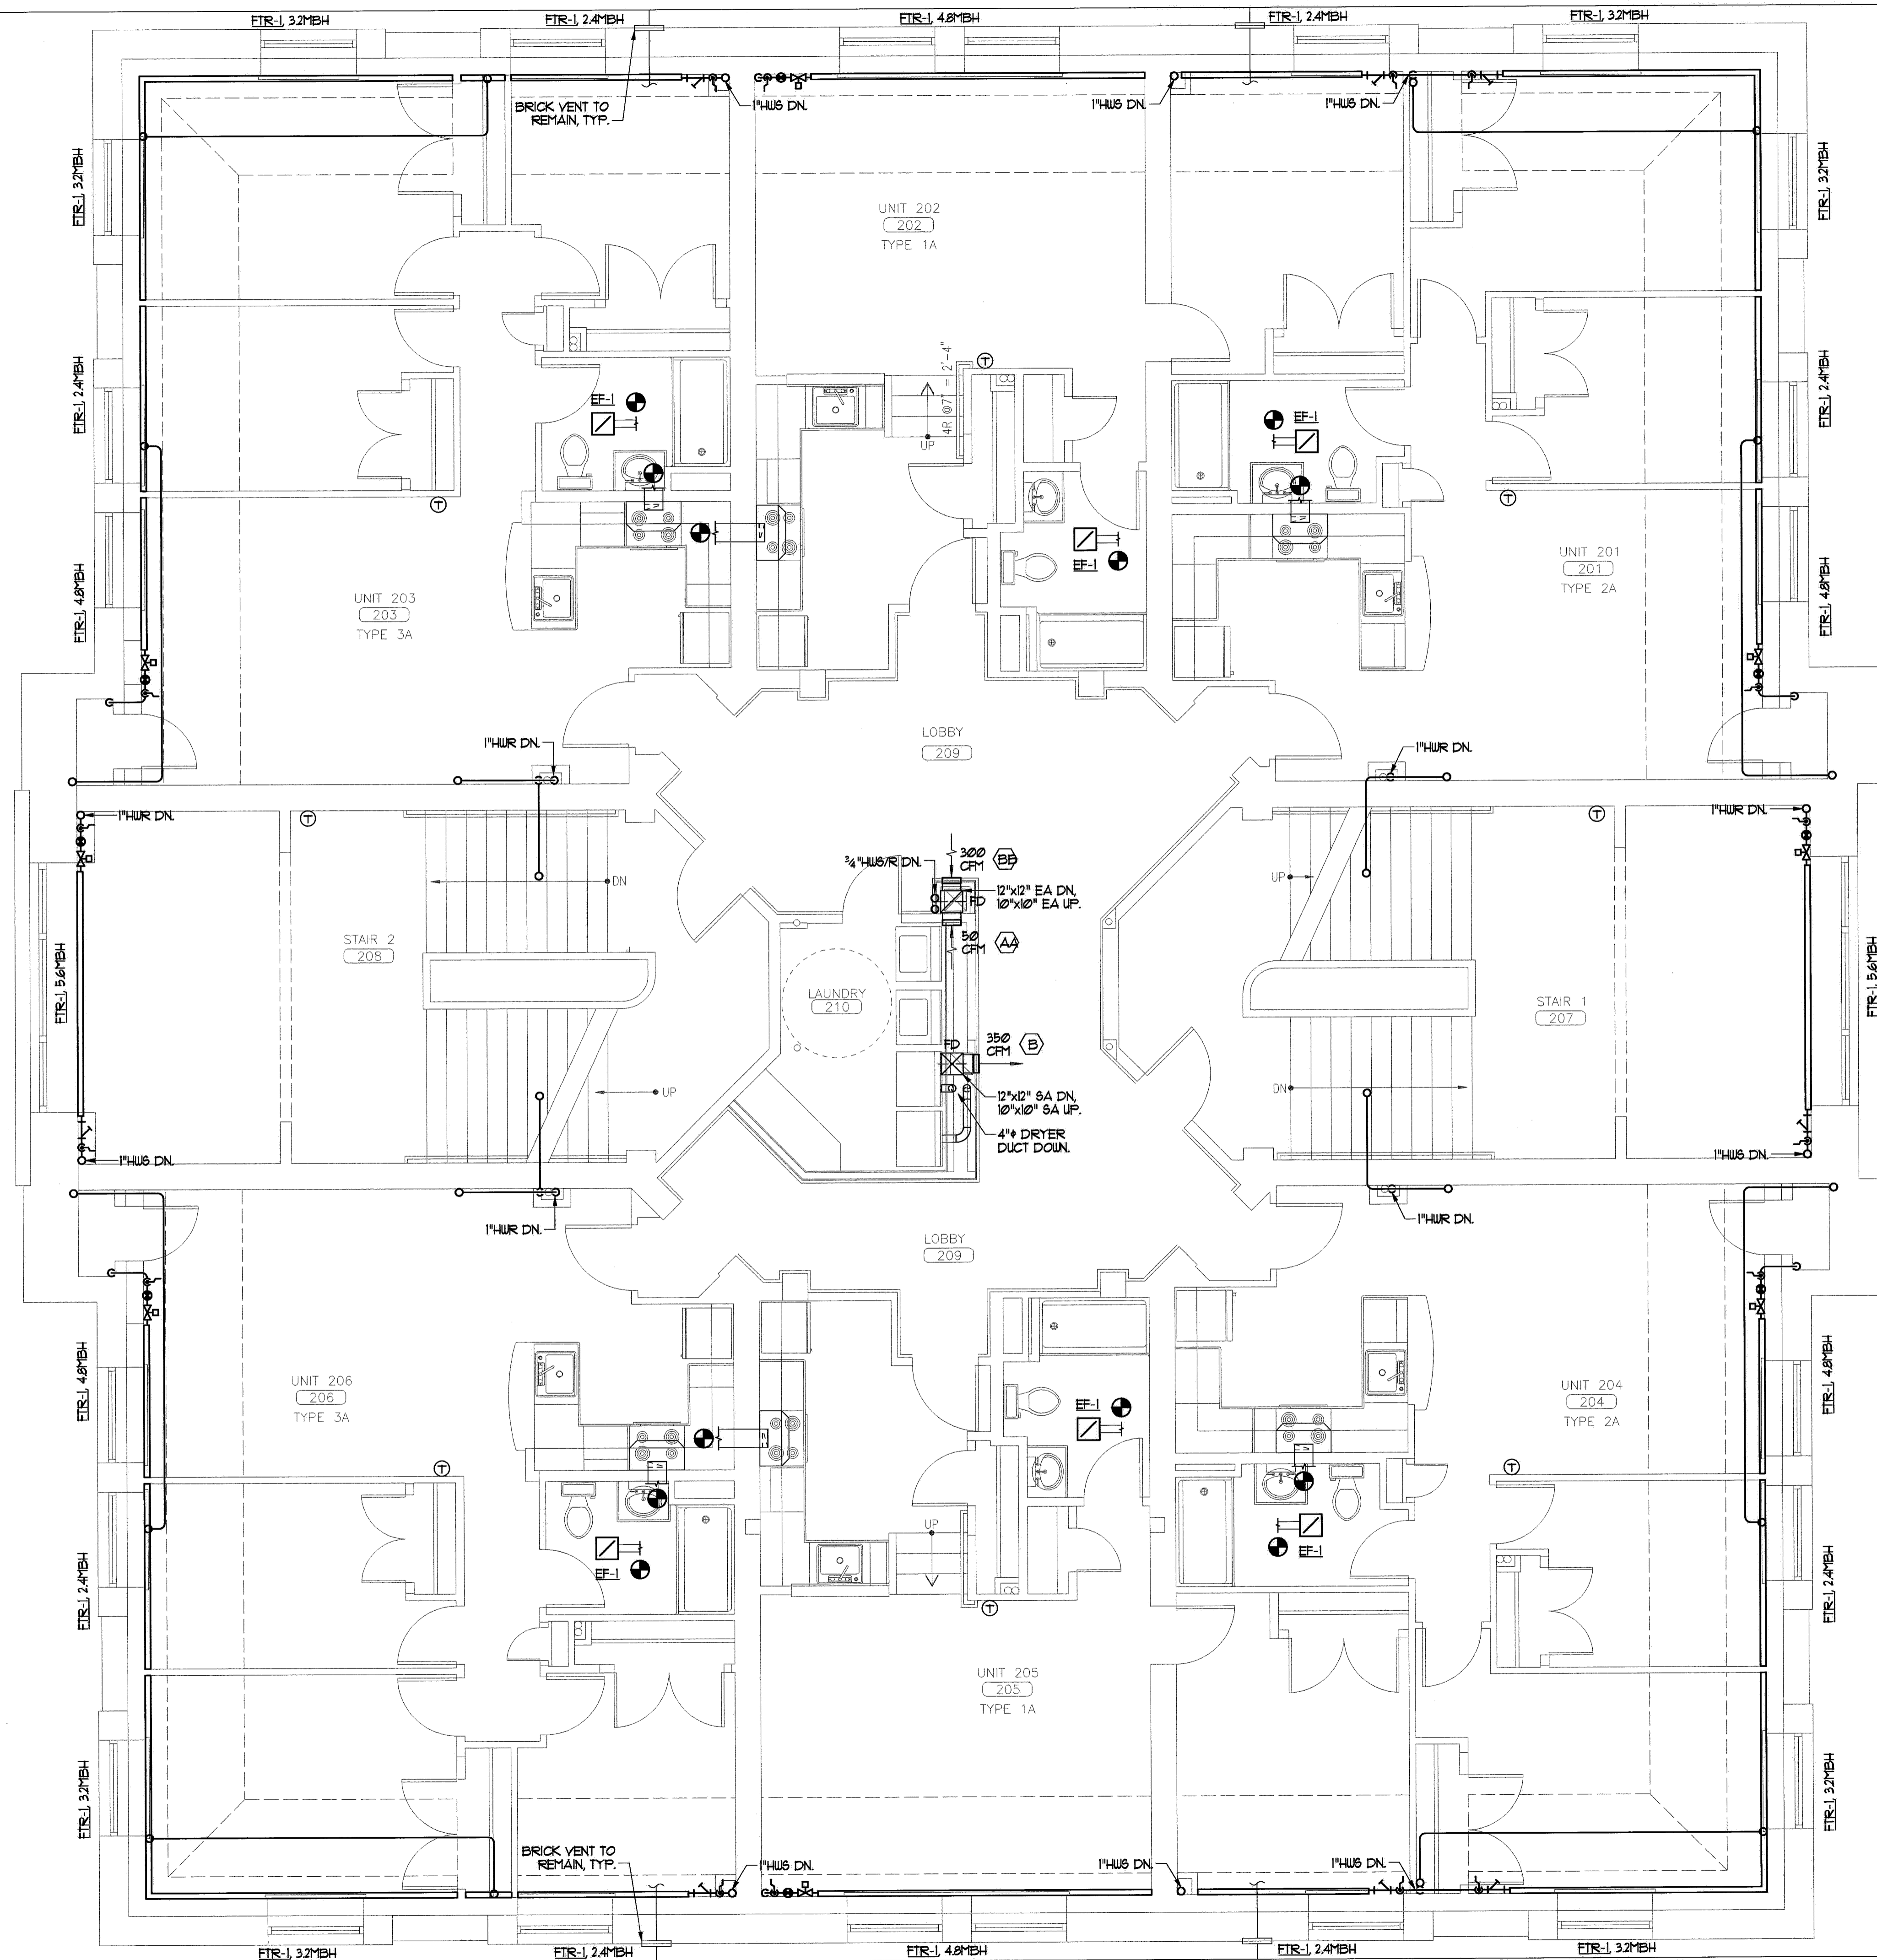 FTR-1, 3.2MBH
FTR-1, 2.4MBH
FTR-1, 4.8MBH
FTR-1, 2.4MBH
FTR-1, 3.2MBH
BRICK VENT TO
REMAIN, TYP.
1"HWS DN.
1"HWS DN.
1"HWS DN.
FTR-1, 3.2MBH
FTR-1, 3.2MBH
UNIT 202
202
TYPE 1A
FTR-1, 2.4MBH
FTR-1, 2.4MBH
T
4R @7" = 2'-4"
UP
EF-1
EF-1
T
T
EF-1
UNIT 203
203
TYPE 3A
UNIT 201
201
TYPE 2A
FTR-1, 4.8MBH
FTR-1, 4.8MBH
LOBBY
209
1"HWR DN.
1"HWR DN.
1"HWR DN.
T
T
1"HWR DN.
3/4"HWS/R DN.
300
CFM
BB
12"x12" EA DN,
10"x10" EA UP.
FD
DN
UP
50
CFM
AA
STAIR 2
208
LAUNDRY
210
STAIR 1
207
FTR-1, 5.6MBH
FTR-1, 5.6MBH
FD
350
CFM
B
UP
DN
12"x12" SA DN,
10"x10" SA UP.
4"ø DRYER
DUCT DOWN.
1"HWS DN.
1"HWS DN.
1"HWR DN.
1"HWR DN.
LOBBY
209
UNIT 206
206
TYPE 3A
UNIT 204
204
TYPE 2A
FTR-1, 4.8MBH
FTR-1, 4.8MBH
EF-1
T
T
UP
EF-1
EF-1
FTR-1, 2.4MBH
FTR-1, 2.4MBH
T
UNIT 205
205
TYPE 1A
FTR-1, 3.2MBH
FTR-1, 3.2MBH
BRICK VENT TO
REMAIN, TYP.
1"HWS DN.
1"HWS DN.
1"HWS DN.
FTR-1, 3.2MBH
FTR-1, 2.4MBH
FTR-1, 4.8MBH
FTR-1, 2.4MBH
FTR-1, 3.2MBH